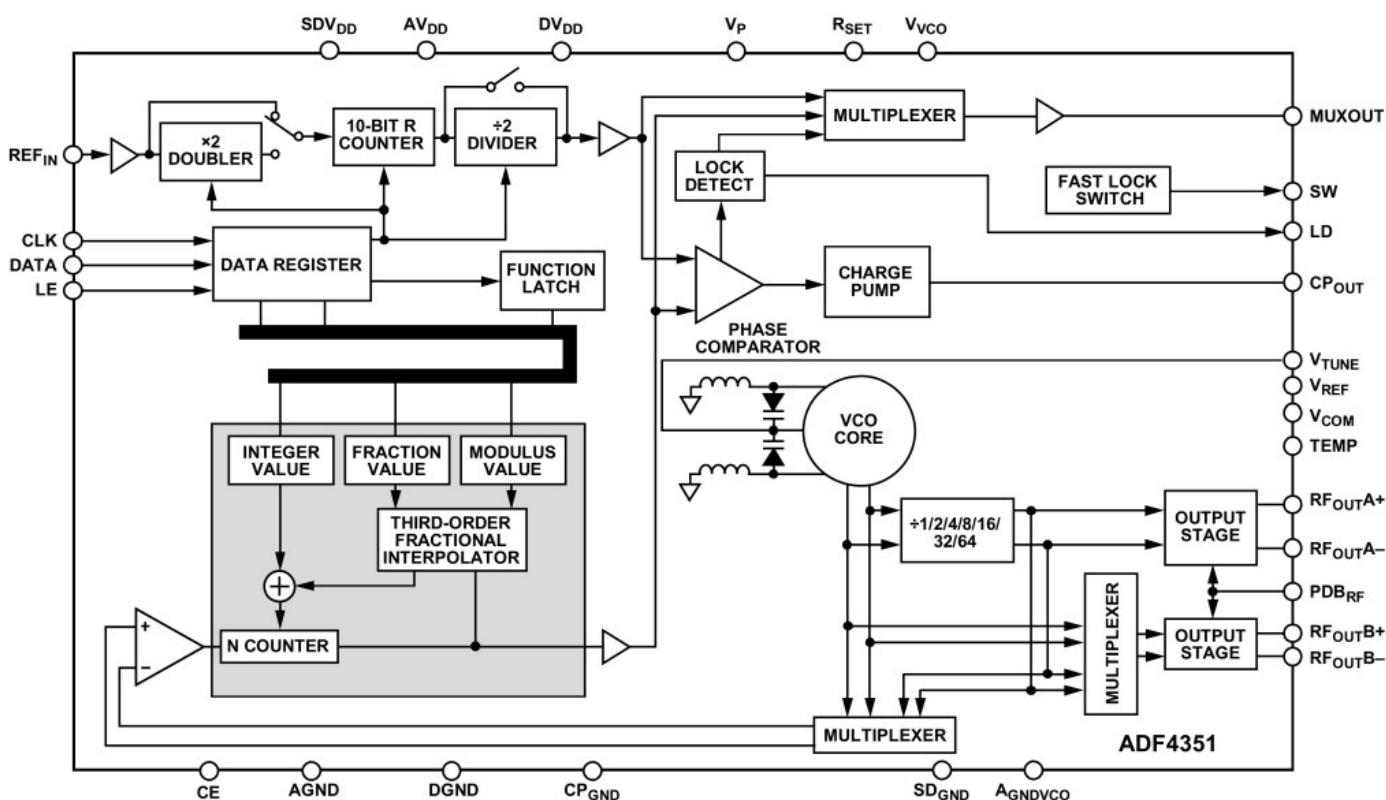 SDVDD
AVDD
DVDD
VP
RSET
VVCO
×2
DOUBLER
10-BIT R
COUNTER
÷2
DIVIDER
MULTIPLEXER
MUXOUT
REFIN
LOCK
DETECT
FAST LOCK
SWITCH
SW
LD
CLK
DATA
LE
DATA REGISTER
FUNCTION
LATCH
CHARGE
PUMP
CPOUT
PHASE
COMPARATOR
VTUNE
VREF
VCOM
TEMP
VCO
CORE
INTEGER
VALUE
FRACTION
VALUE
MODULUS
VALUE
THIRD-ORDER
FRACTIONAL
INTERPOLATOR
÷1/2/4/8/16/
32/64
OUTPUT
STAGE
RFOUTA+
RFOUTA–
PDBRF
+
–
N COUNTER
MULTIPLEXER
OUTPUT
STAGE
RFOUTB+
RFOUTB–
MULTIPLEXER
ADF4351
CE
AGND
DGND
CPGND
SDGND
AGNDVCO